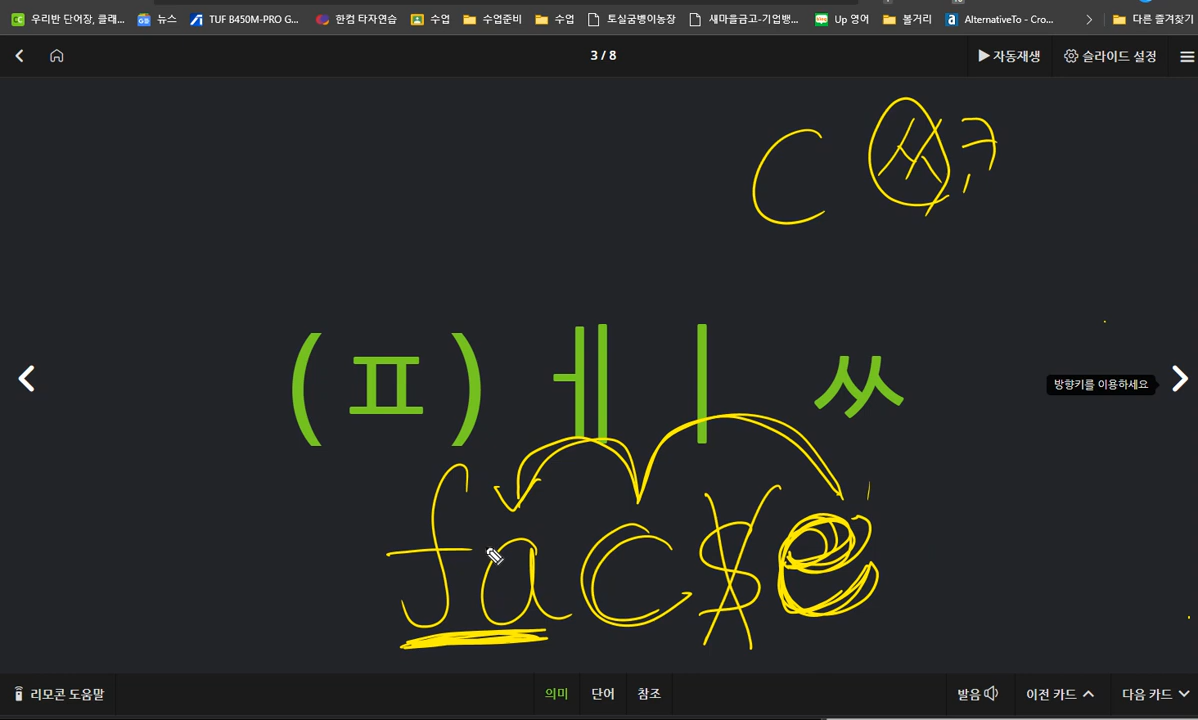 우리반 단어장, 클래... 뉴스 TUF B450M-PRO G... 한컴 타자연습 수업 수업준비 수업 토실굼벵이농장 새마을금고-기업뱅... Up 영어 볼거리 AlternativeTo - Cro... 다른 즐겨찾기
3 / 8 자동재생 슬라이드 설정
C 씈ㅋ
(ㅍ) ㅔ ㅣ ㅆ
방향키를 이용하세요
facse
리모콘 도움말 의미 단어 참조 발음 이전 카드 다음 카드